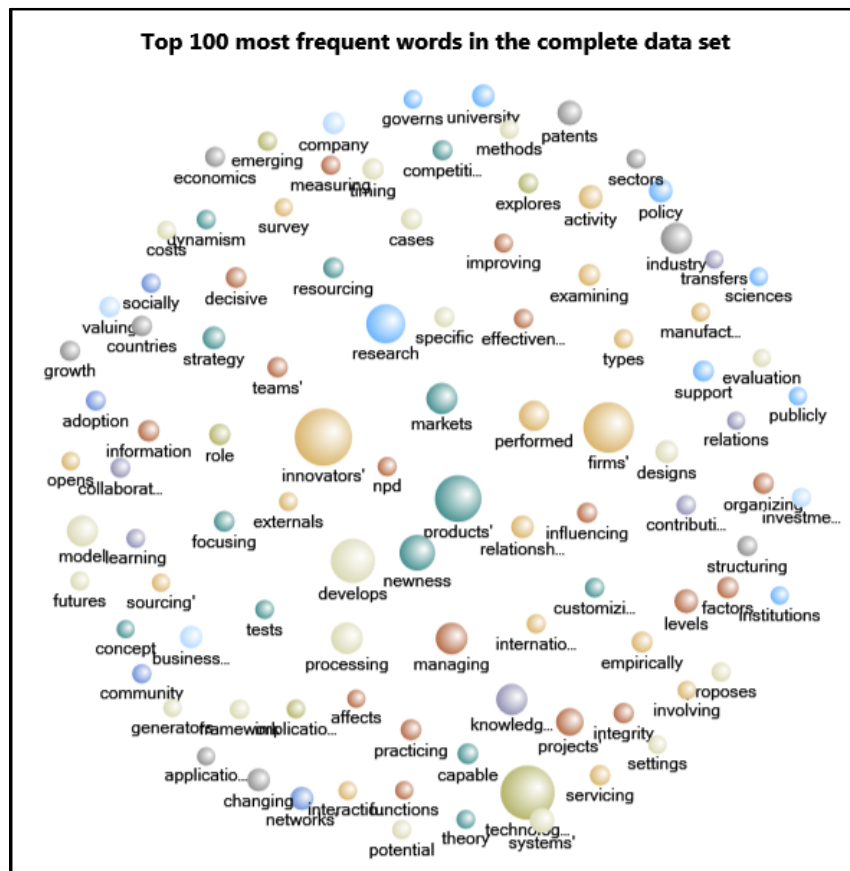 Top 100 most frequent words in the complete data set
governs
university
company
methods
patents
emerging
economics
measuring
timing
competiti...
sectors
explores
activity
policy
costs
dynamism
survey
cases
improving
industry
transfers
sciences
socially
decisive
resourcing
examining
valuing
countries
strategy
research
specific
effectiven...
types
manufact...
growth
teams'
support
evaluation
publicly
adoption
information
role
markets
performed
firms'
relations
designs
opens
collaborat...
innovators'
npd
organizing
investme...
externals
products'
influencing
contributi...
focusing
relationsh...
model
learning
newness
structuring
futures
sourcing'
develops
customizi...
levels
factors
institutions
concept
business...
tests
processing
managing
internatio...
empirically
community
roposes
generators
framework
implicatio...
affects
knowledg...
projects'
integrity
involving
practicing
settings
applicatio...
capable
servicing
changing
networks'
interactio
functions
technolog...
systems'
potential
theory